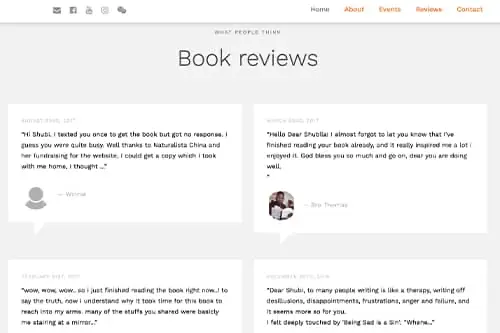 Home About Events Reviews Contact
WHAT PEOPLE THINK
Book reviews
"Hi Shubi, I texted you once to get the book but got no response. I
guess you were quite busy. Well thanks to Naturalista China and
her fundraising for the website, I could get a copy which i took
with me home, I thought ..."
— Winnie
MARCH 22ND, 2017
"Hello Dear Shubila! I almost forgot to let you know that I've
finished reading your book already, and it really inspired me a lot i
enjoyed it. God bless you so much and go on, dear you are doing
well.
"
— Bro Thomas
FEBRUARY 21ST, 2017
"wow, wow, wow.. so i just finished reading the book right now..! to
say the truth, now i understand why it took time for this book to
reach into my arms. many of the stuffs you shared were basicly
me staring at a mirror..."
"Dear Shubi, to many people writing is like a therapy, writing off
desillusions, disappointments, frustrations, anger and failure, and
it seems more so for you.
I felt deeply touched by 'Being Sad is a Sin'. "Where..."